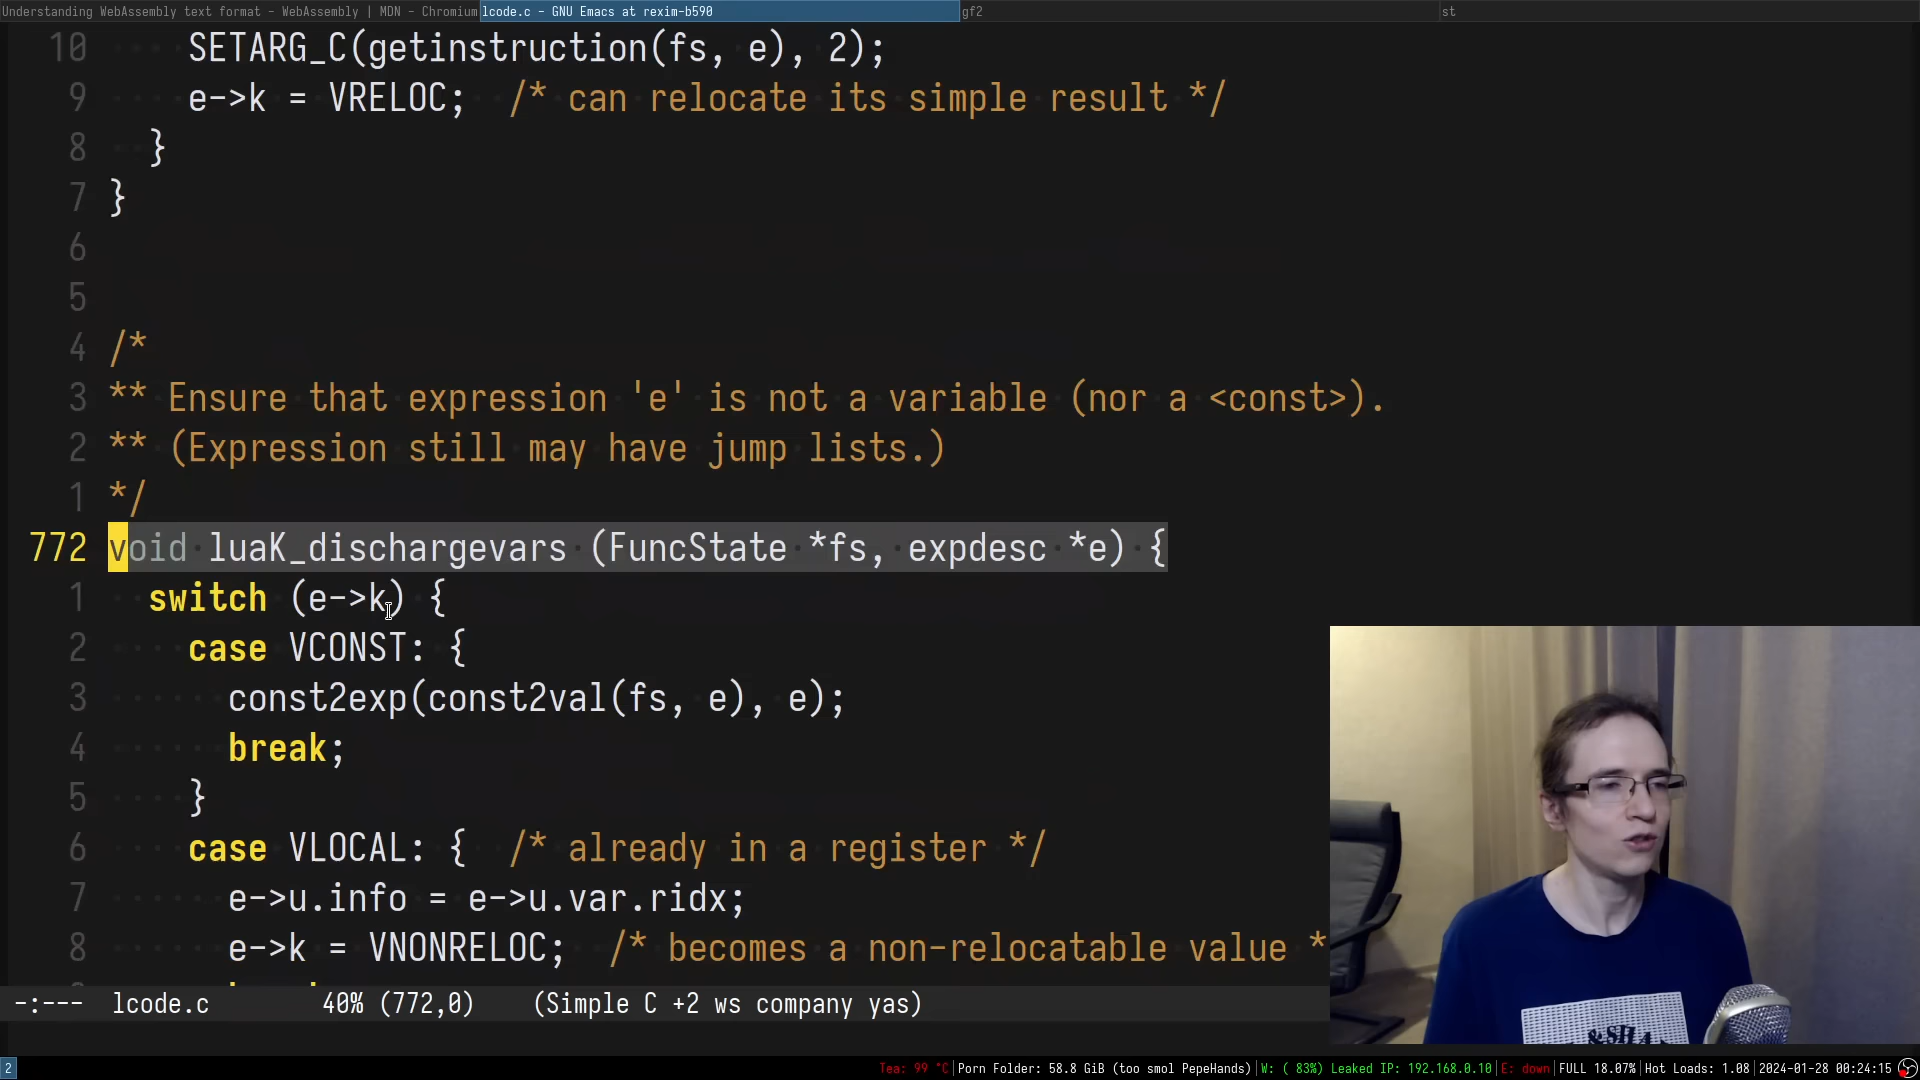 Understanding WebAssembly text format - WebAssembly | MDN - Chromium
lcode.c - GNU Emacs at rexim-b590
gf2
st
10 SETARG_C(getinstruction(fs, e), 2);
9 e->k = VRELOC;  /* can relocate its simple result */
8 }
7 }
6
5
4 /*
3 ** Ensure that expression 'e' is not a variable (nor a <const>).
2 ** (Expression still may have jump lists.)
1 */
772 void luaK_dischargevars (FuncState *fs, expdesc *e) {
1 switch (e->k) {
2 case VCONST: {
3 const2exp(const2val(fs, e), e);
4 break;
5 }
6 case VLOCAL: {  /* already in a register */
7 e->u.info = e->u.var.ridx;
8 e->k = VNONRELOC;  /* becomes a non-relocatable value *
-:--- lcode.c 40% (772,0) (Simple C +2 ws company yas)
2
Tea: 99 °C | Porn Folder: 58.8 GiB (too smol PepeHands) | W: ( 83%) Leaked IP: 192.168.0.10 | E: down | FULL 18.07% | Hot Loads: 1.08 | 2024-01-28 00:24:15